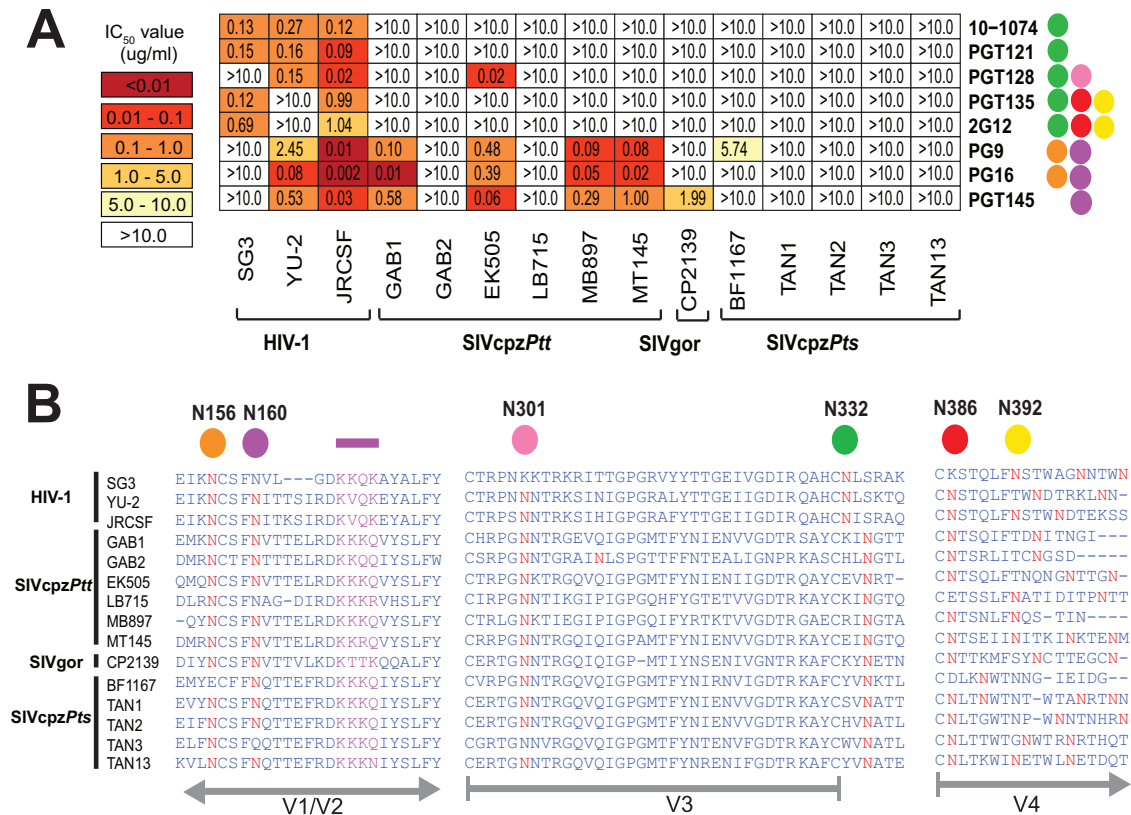 A
IC50 value
(ug/ml)
<0.01
0.01 - 0.1
0.1 - 1.0
1.0 - 5.0
5.0 - 10.0
>10.0
0.13 0.27 0.12 >10.0 >10.0 >10.0 >10.0 >10.0 >10.0 >10.0 >10.0 >10.0 >10.0 >10.0 >10.0 10-1074
0.15 0.16 0.09 >10.0 >10.0 >10.0 >10.0 >10.0 >10.0 >10.0 >10.0 >10.0 >10.0 >10.0 >10.0 PGT121
>10.0 0.15 0.02 >10.0 >10.0 0.02 >10.0 >10.0 >10.0 >10.0 >10.0 >10.0 >10.0 >10.0 >10.0 PGT128
0.12 >10.0 0.99 >10.0 >10.0 >10.0 >10.0 >10.0 >10.0 >10.0 >10.0 >10.0 >10.0 >10.0 >10.0 PGT135
0.69 >10.0 1.04 >10.0 >10.0 >10.0 >10.0 >10.0 >10.0 >10.0 >10.0 >10.0 >10.0 >10.0 >10.0 2G12
>10.0 2.45 0.01 0.10 >10.0 0.48 >10.0 0.09 0.08 >10.0 5.74 >10.0 >10.0 >10.0 >10.0 PG9
>10.0 0.08 0.002 0.01 >10.0 0.39 >10.0 0.05 0.02 >10.0 >10.0 >10.0 >10.0 >10.0 >10.0 PG16
>10.0 0.53 0.03 0.58 >10.0 0.06 >10.0 0.29 1.00 1.99 >10.0 >10.0 >10.0 >10.0 >10.0 PGT145
SG3 YU-2 JRCSF GAB1 GAB2 EK505 LB715 MB897 MT145 CP2139 BF1167 TAN1 TAN2 TAN3 TAN13
HIV-1 SIVcpzPtt SIVgor SIVcpzPts
B
N156 N160 N301 N332 N386 N392
HIV-1
SIVcpzPtt
SIVgor
SIVcpzPts
SG3 EIKNCSFNVL---GDKKQKAYALFY CTRPNKKTRKRITTGPGRVYYTTGEIVGDIRQAHCNLSRAK CKSTQLFNSTWAGNNTWN
YU-2 EIKNCSFNITTSIRDKVQKEYALFY CTRPNNNTRKSINIGPGRALYTTGEIIGDIRQAHCNLSKTQ CNSTQLFTWNDTRKLNN-
JRCSF EIKNCSFNITKSIRDKVQKEYALFY CTRPSNNTRKSIHIGPGRAFYTTGEIIGDIRQAHCNISRAQ CNSTQLFNSTWNDTEKSS
GAB1 EMKNCSFNVTTELRDKKKQVYSLFY CHRPGNNTRGEVQIGPGMTFYNIENVVGDTRSAYCKINGTT CNTSQIFTDNITNGI---
GAB2 DMRNCTFNTTTELRDKKQQIYSLFW CSRPGNNTGRAINLSPGTTFFNTEALIGNPRKASCHLNGTL CNTSRLITCNGSD-----
EK505 QMQNCSFNVTTELRDKKKQVYSLFY CTRPGNKTRGQVQIGPGMTFYNIENVVGDTRQAYCEVNRT- CNTSQLFTNQNGNTTGN-
LB715 DLRNCSFNAG-DIRDKKKRVHSLFY CIRPGNNTIKGIPIGPGQHFYGTETVVGDTRKAYCKINGTQ CETSSLFNATIDITPNTT
MB897 -QYNCSFNVTTELRDKKKQVYSLFY CTRLGNKTIEGIPIGPGQIFYRTKTVVGDTRGAECRINGTA CNTSNLFNQS-TIN----
MT145 DMRNCSFNVTTELRDKKRQVYSLFY CRRPGNNTRGQVQIGPAMTFYNIENVVGDTRKAYCEINGTQ CNTSEIINITKINKTENM
CP2139 DIYNCSFNVTTVLKDKTTKQQALFY CERTGNNTRGQIQIGP-MTIYNSENIVGNTRKAFCKYNETN CNTTKMFSYNCTTEGCN-
BF1167 EMYECFFNQTTEFRDKKKQIYSLFY CVRPGNNTRGQVQIGPGMTFYNIENVVGDTRKAFCYVNKTL CDLKNWTNNG-IEIDG-
TAN1 EVYNCSFNQTTEFRDKKKQIYSLFY CERTGNNTRGQVQIGPGMTFYNIENVVGDTRKAYCSVNATT CNLTNWTNT-WTANRTNN
TAN2 EIFNCSFNQTTEFRDKKKQIYSLFY CERTGNNTRGQVQIGPGMTFYNIENVVGDTRKAYCHVNATL CNLTGWTNP-WNNTNHRN
TAN3 ELFNCSFQQTTEFRDKKKQIYSLFY CGRTGNNVRGQVQIGPGMTFYNTENVFGDTRKAYCWVNATL CNLTTWTGNWTRNRTHQT
TAN13 KVLNCSFNQTTEFRDKKKNIYSLFY CERTGNNTRGQVQIGPGMTFYNRENIFGDTRKAFCYVNATE CNLTKWINETWLNETDQT
V1/V2 V3 V4